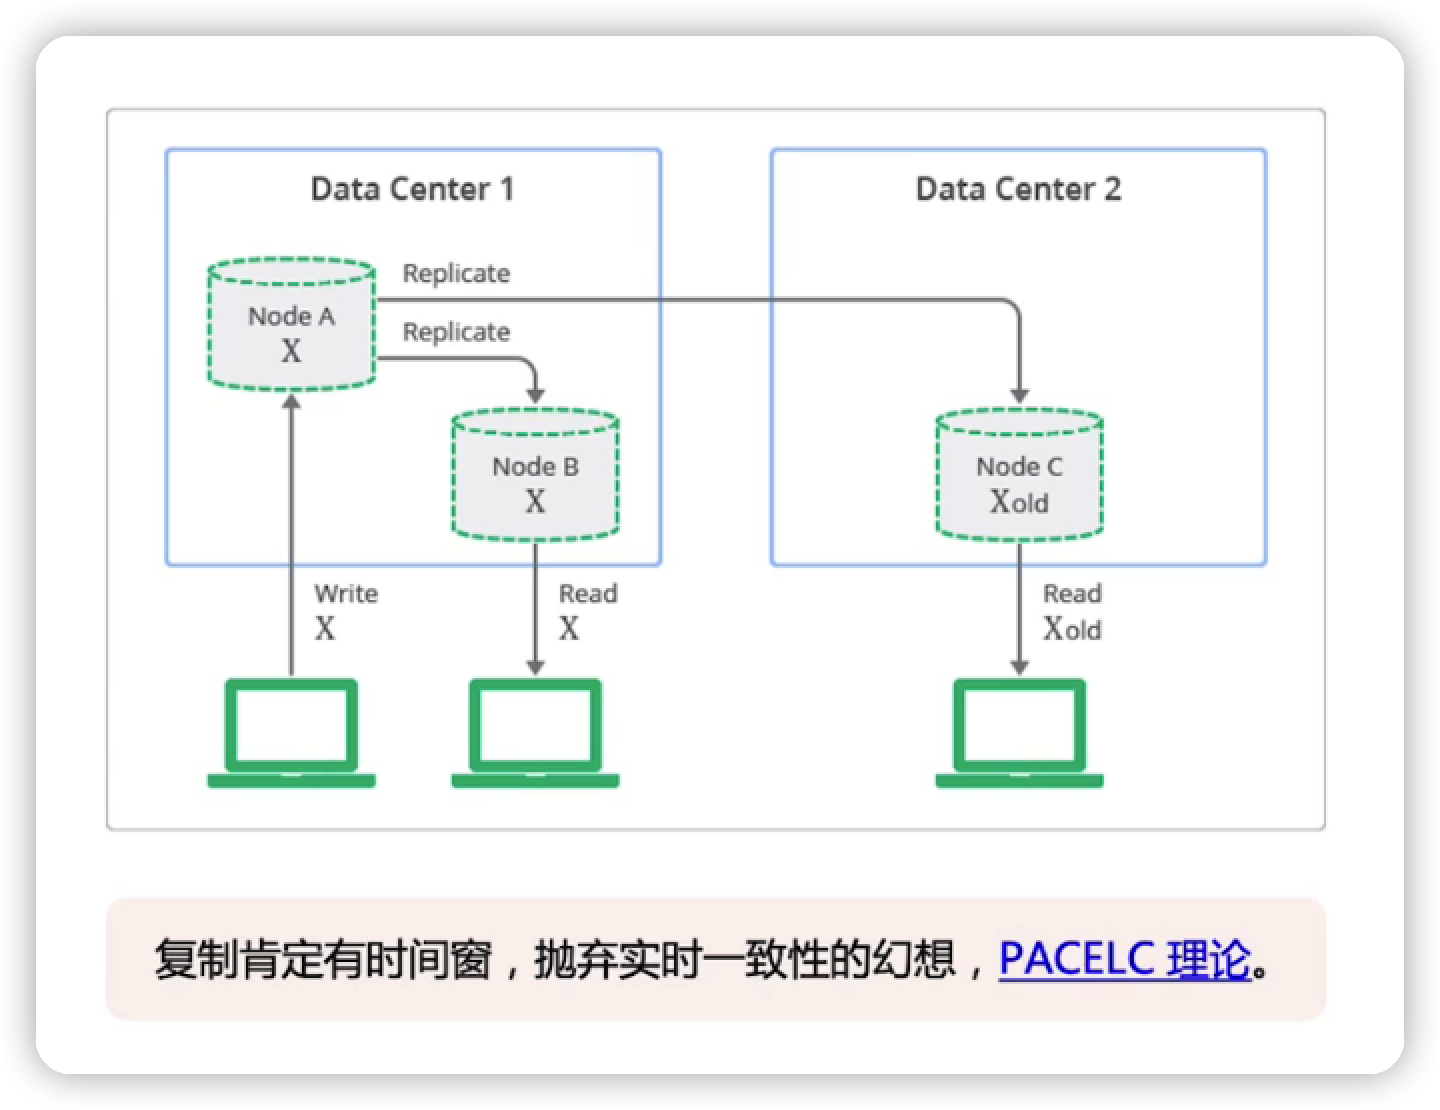 Data Center 1
Data Center 2
Replicate
Node A
X
Replicate
Node B
X
Node C
Xold
Write
X
Read
X
Read
Xold
复制肯定有时间窗，抛弃实时一致性的幻想，PACELC 理论。